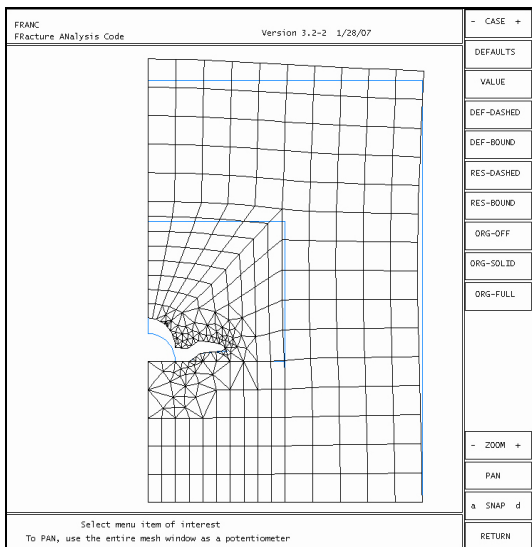 FRANC
FRacture ANalysis Code
Version 3.2-2 1/28/07
- CASE +
DEFAULTS
VALUE
DEF-DASHED
DEF-BOUND
RES-DASHED
RES-BOUND
ORG-OFF
ORG-SOLID
ORG-FULL
- ZOOM +
PAN
a SNAP d
RETURN
Select menu item of interest
To PAN, use the entire mesh window as a potentiometer